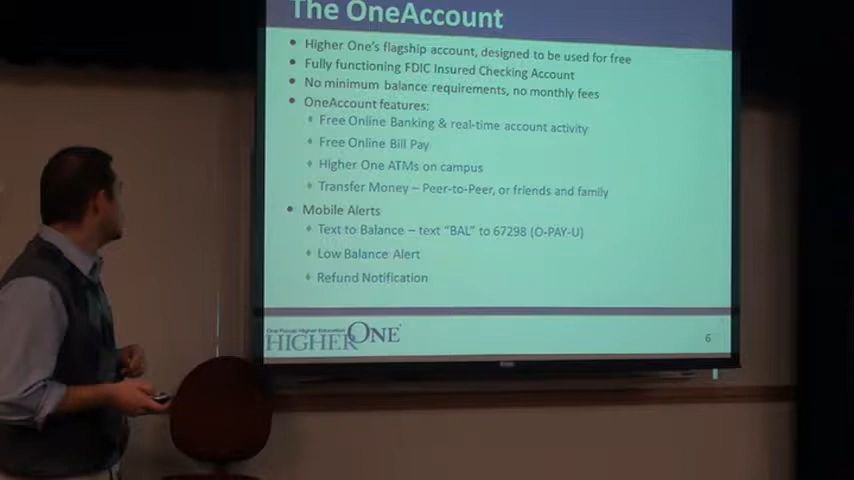 The OneAccount
• Higher One's flagship account, designed to be used for free
• Fully functioning FDIC Insured Checking Account
• No minimum balance requirements, no monthly fees
• OneAccount features:
♦ Free Online Banking & real-time account activity
♦ Free Online Bill Pay
♦ Higher One ATMs on campus
♦ Transfer Money – Peer-to-Peer, or friends and family
• Mobile Alerts
♦ Text to Balance – text "BAL" to 67298 (O-PAY-U)
♦ Low Balance Alert
♦ Refund Notification
One Focus. Higher Education.
HIGHERONE
6